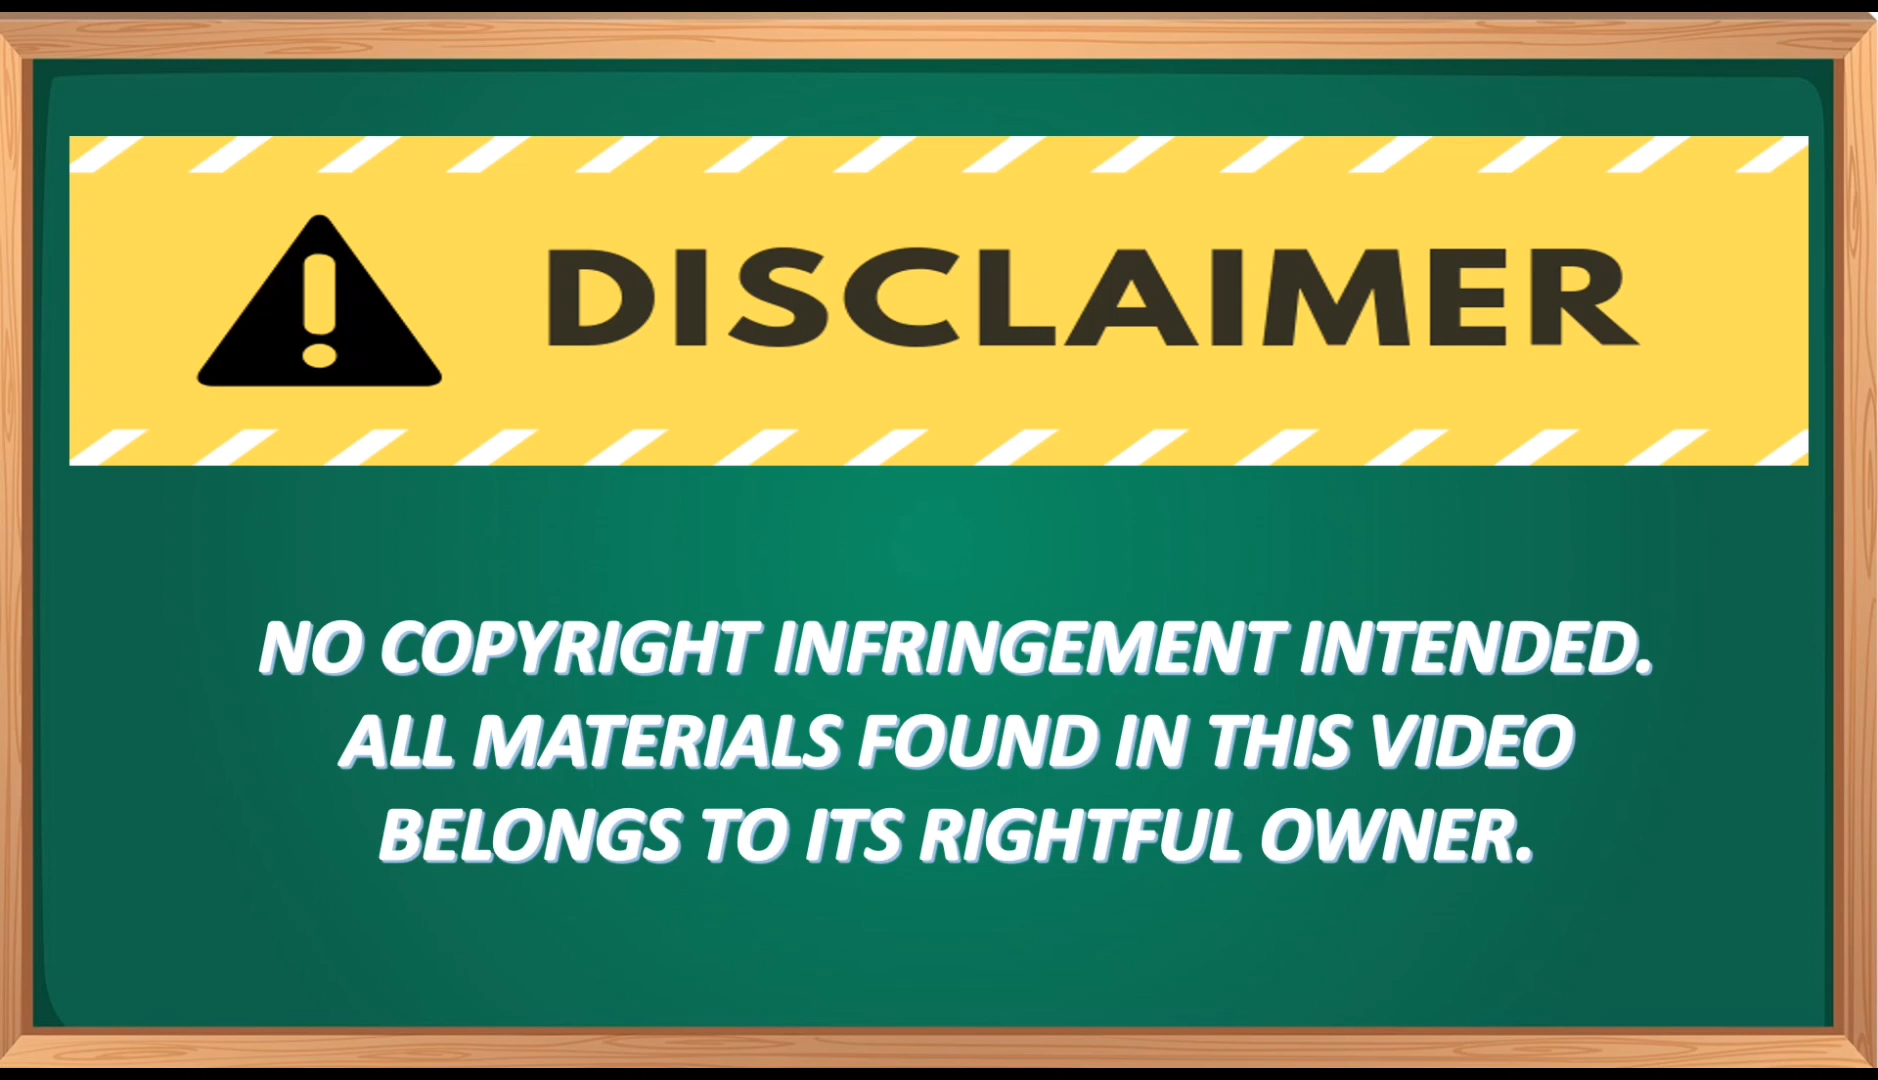 DISCLAIMER
NO COPYRIGHT INFRINGEMENT INTENDED.
ALL MATERIALS FOUND IN THIS VIDEO
BELONGS TO ITS RIGHTFUL OWNER.